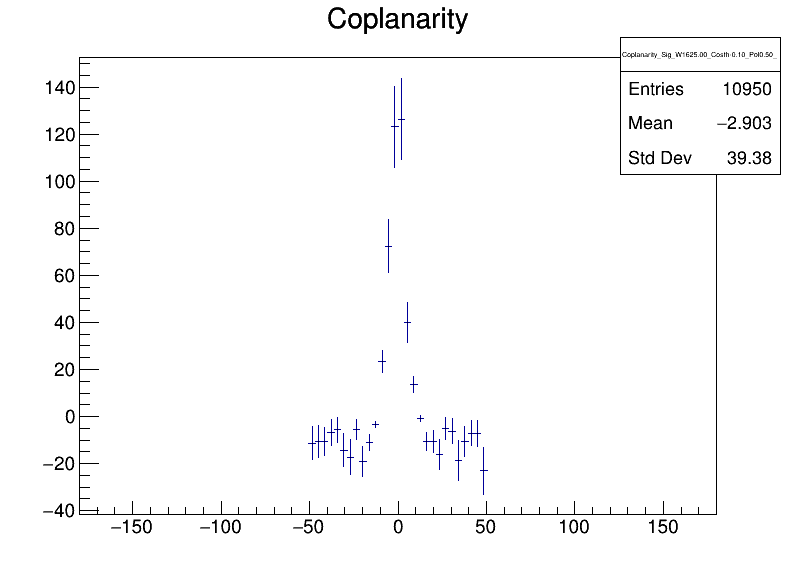 Coplanarity
Coplanarity_Sig_W1625.00_Costh-0.10_Pol0.50_
Entries 10950
Mean −2.903
Std Dev 39.38
140
120
100
80
60
40
20
0
−20
−40
−150 −100 −50 0 50 100 150